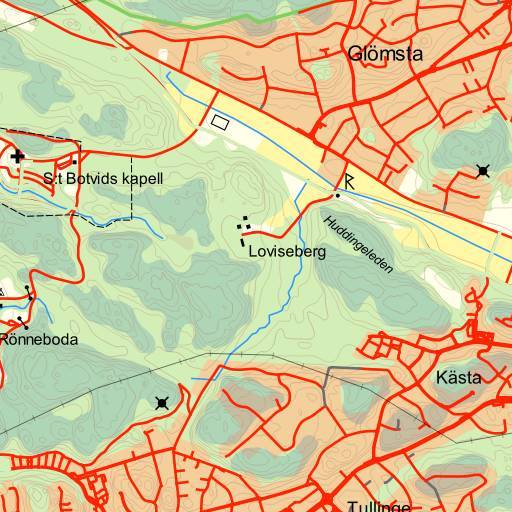 Glömsta
S:t Botvids kapell
R
Huddingeleden
Loviseberg
Rönneboda
Kästa
Tullinge